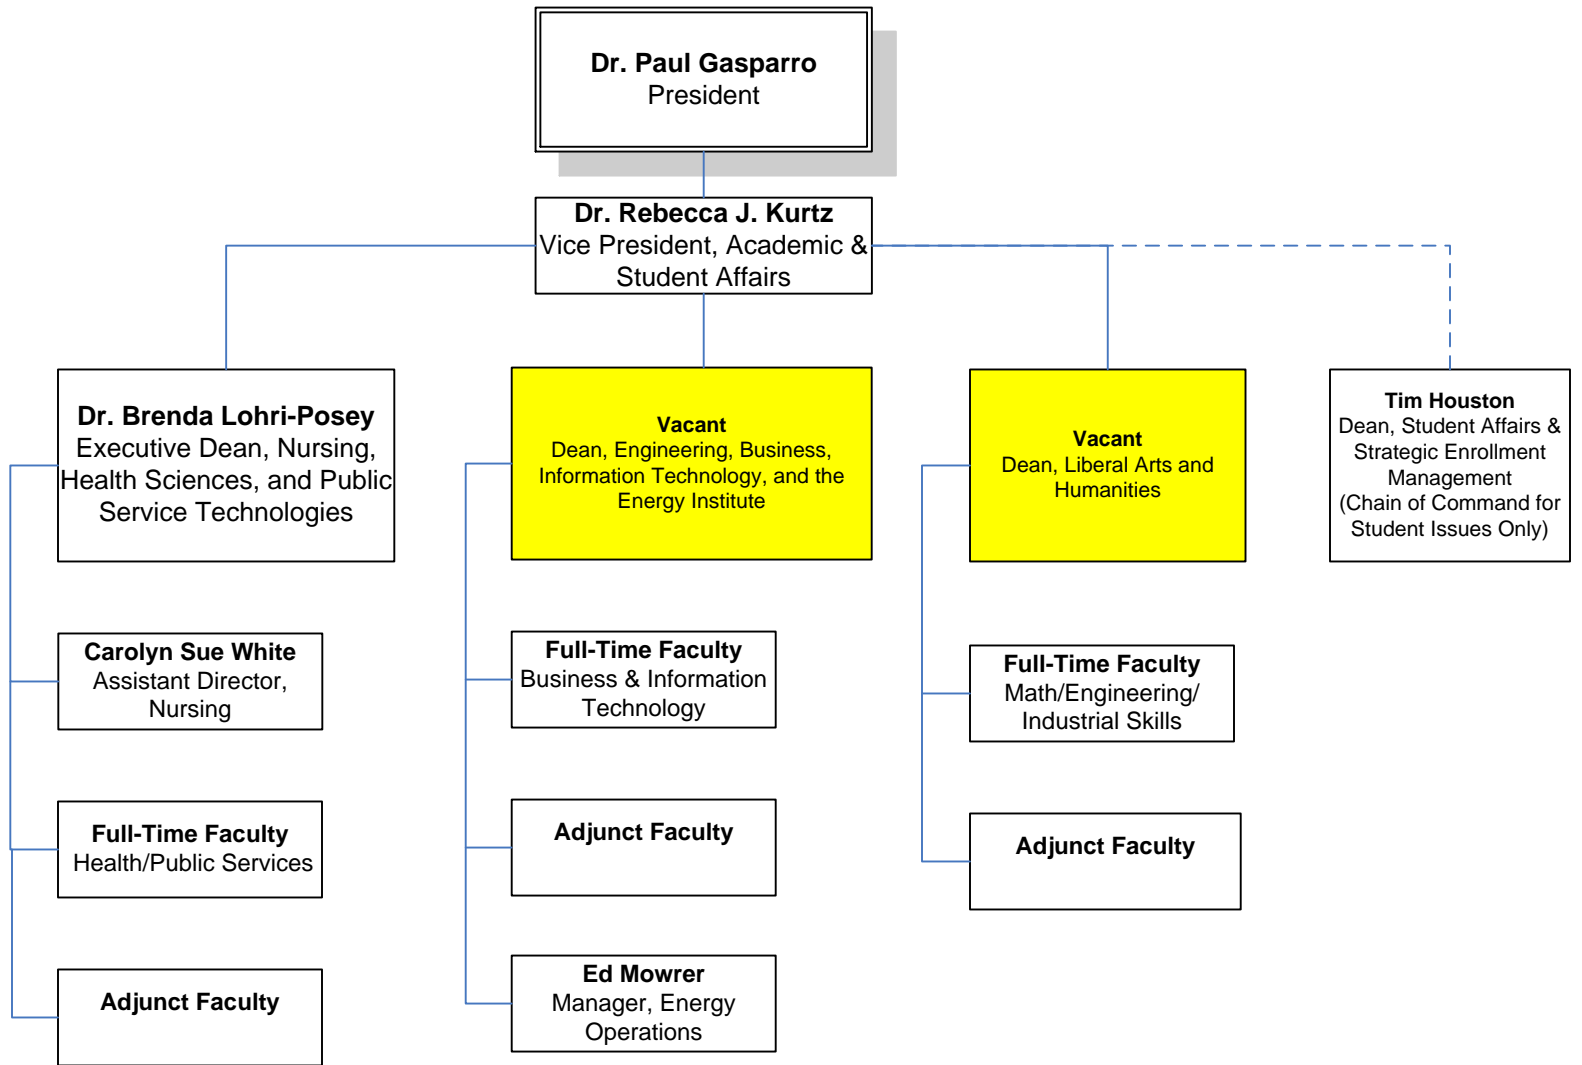 Dr. Paul Gasparro
President
Dr. Rebecca J. Kurtz
Vice President, Academic &
Student Affairs
Dr. Brenda Lohri-Posey
Executive Dean, Nursing,
Health Sciences, and Public
Service Technologies
Vacant
Dean, Engineering, Business,
Information Technology, and the
Energy Institute
Vacant
Dean, Liberal Arts and
Humanities
Tim Houston
Dean, Student Affairs &
Strategic Enrollment
Management
(Chain of Command for
Student Issues Only)
Carolyn Sue White
Assistant Director,
Nursing
Full-Time Faculty
Business & Information
Technology
Full-Time Faculty
Math/Engineering/
Industrial Skills
Full-Time Faculty
Health/Public Services
Adjunct Faculty
Adjunct Faculty
Adjunct Faculty
Ed Mowrer
Manager, Energy
Operations